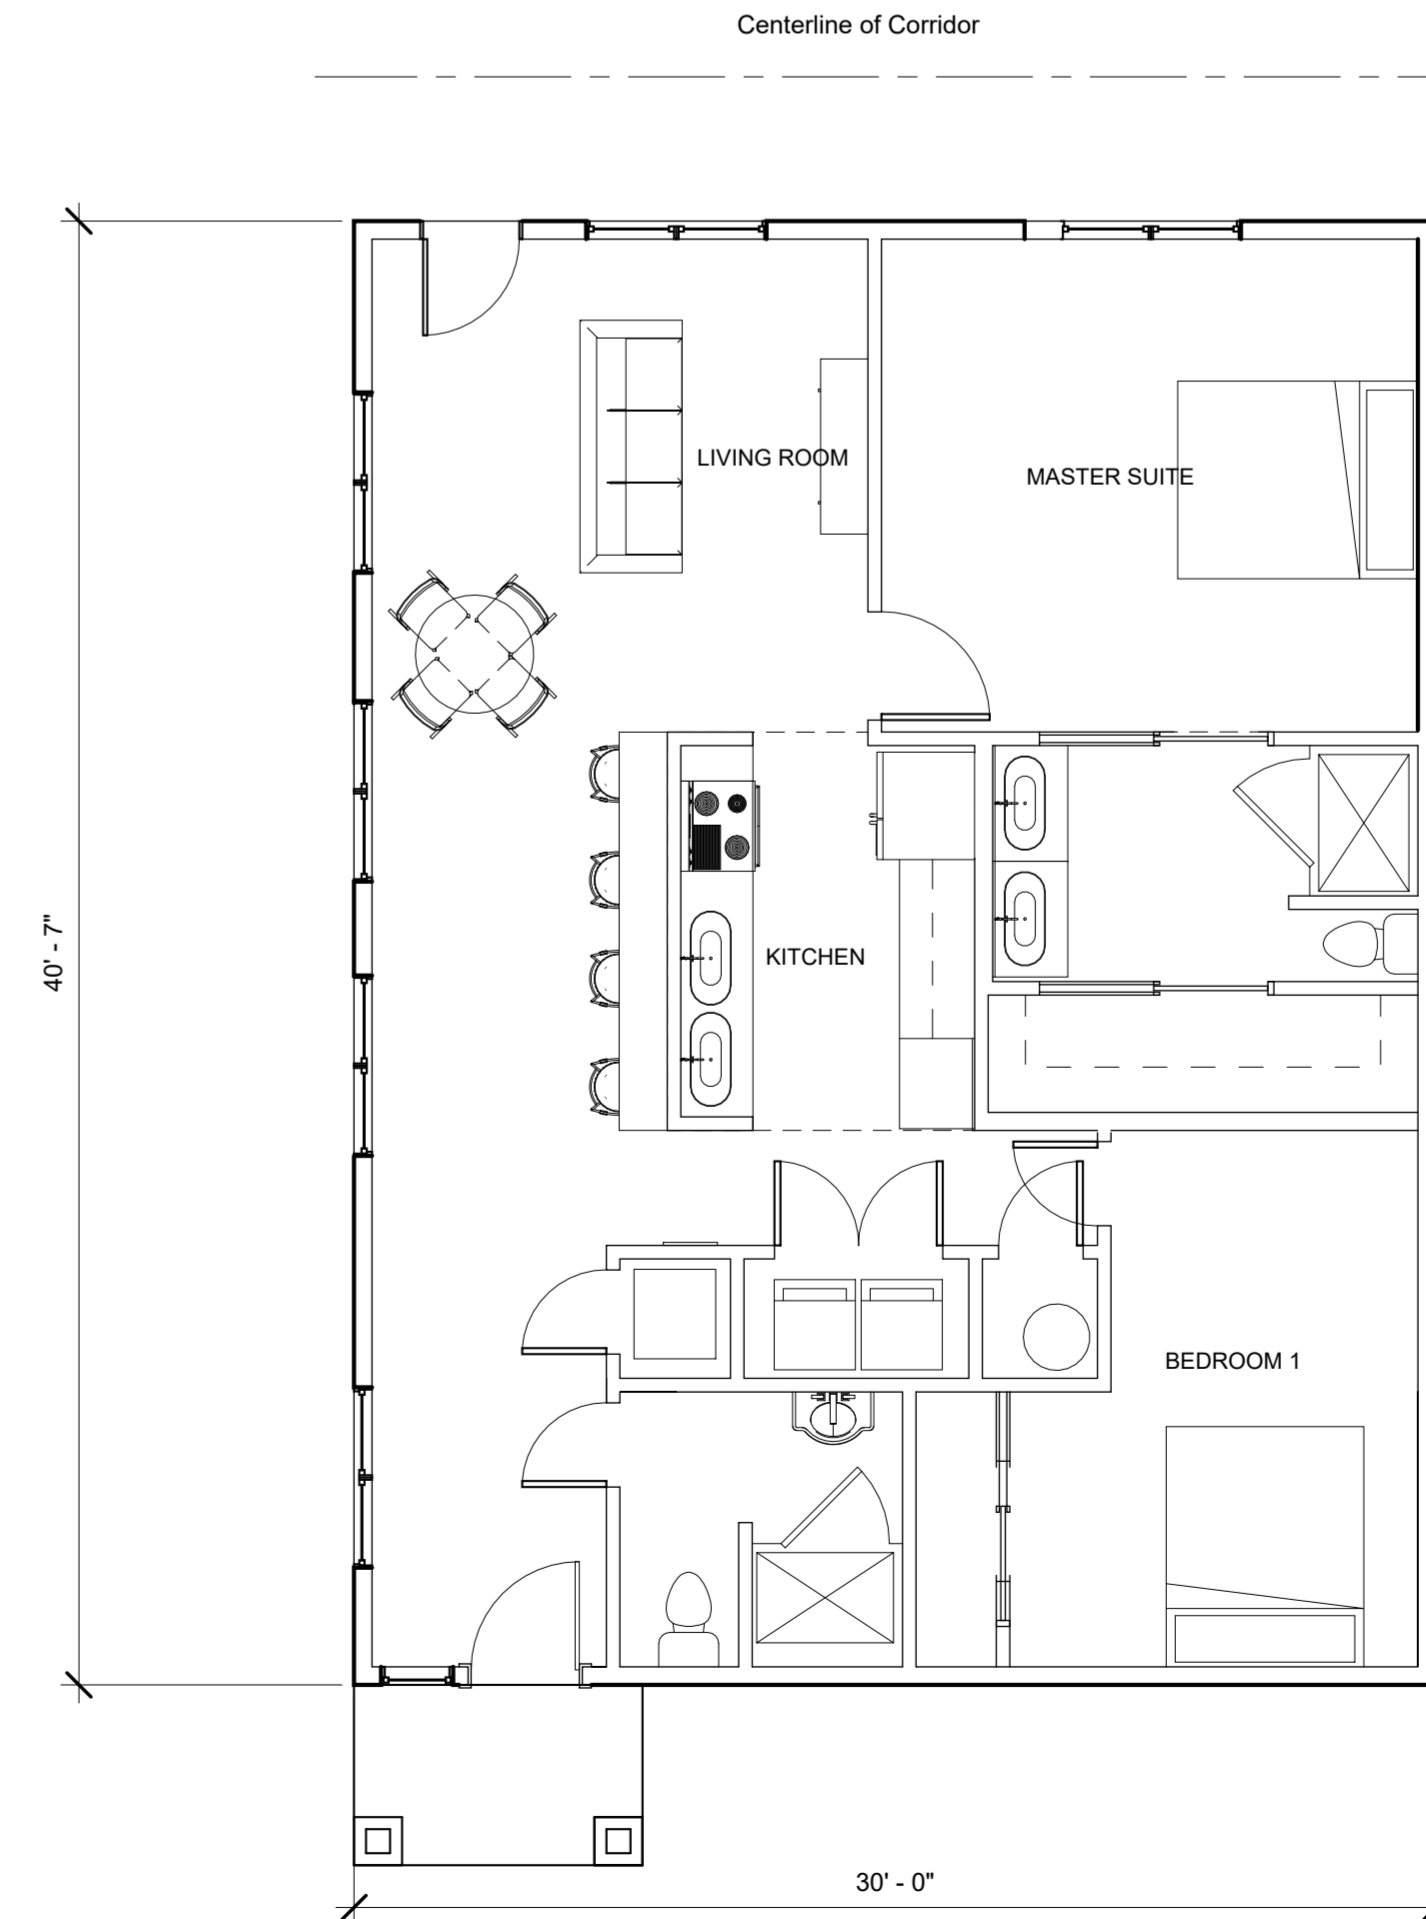 Centerline of Corridor
LIVING ROOM
MASTER SUITE
40' - 7"
KITCHEN
BEDROOM 1
30' - 0"